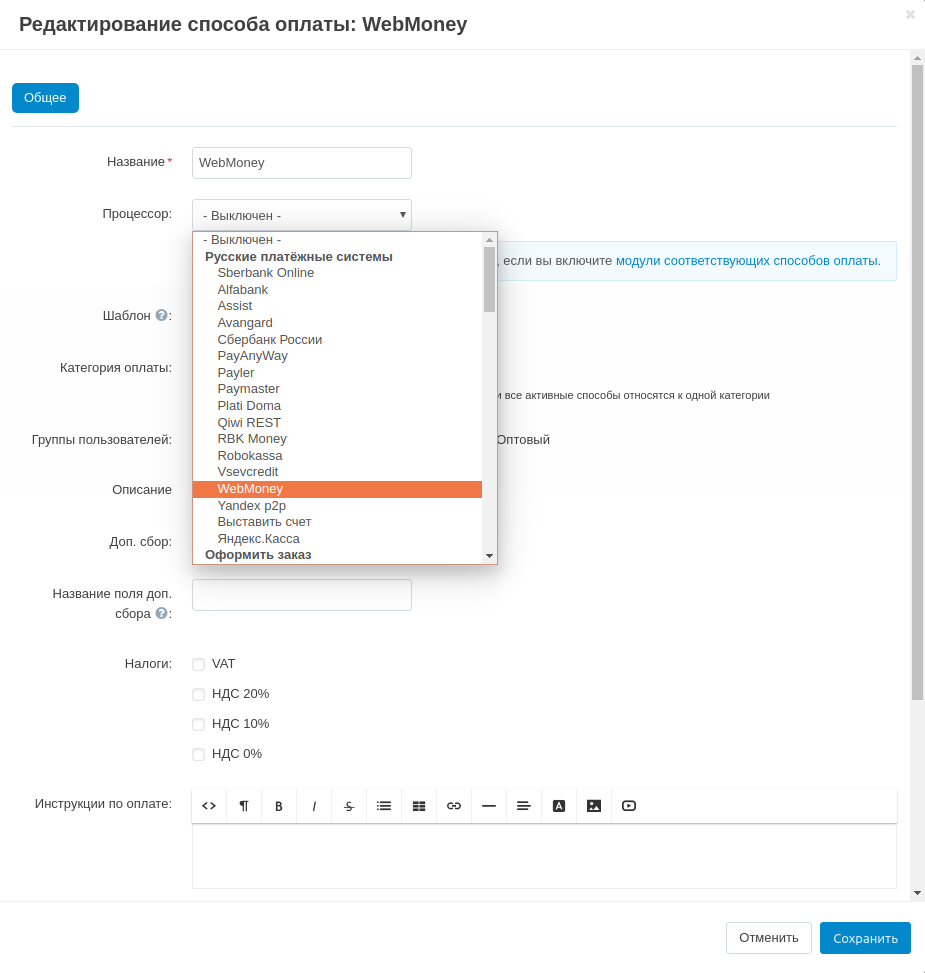 Редактирование способа оплаты: WebMoney
Общее
Название*
WebMoney
Процессор:
- Выключен -
- Выключен -
Русские платёжные системы
, если вы включите модули соответствующих способов оплаты.
Sberbank Online
Alfabank
Assist
Шаблон ?:
Avangard
Сбербанк России
PayAnyWay
Категория оплаты:
Payler
Paymaster
и все активные способы относятся к одной категории
Plati Doma
Qiwi REST
Группы пользователей:
RBK Money
Оптовый
Robokassa
Vsevcredit
Описание
WebMoney
Yandex p2p
Выставить счет
Доп. сбор:
Яндекс.Касса
Оформить заказ
Название поля доп.
сбора ?:
Налоги:
VAT
НДС 20%
НДС 10%
НДС 0%
Инструкции по оплате:
Отменить
Сохранить